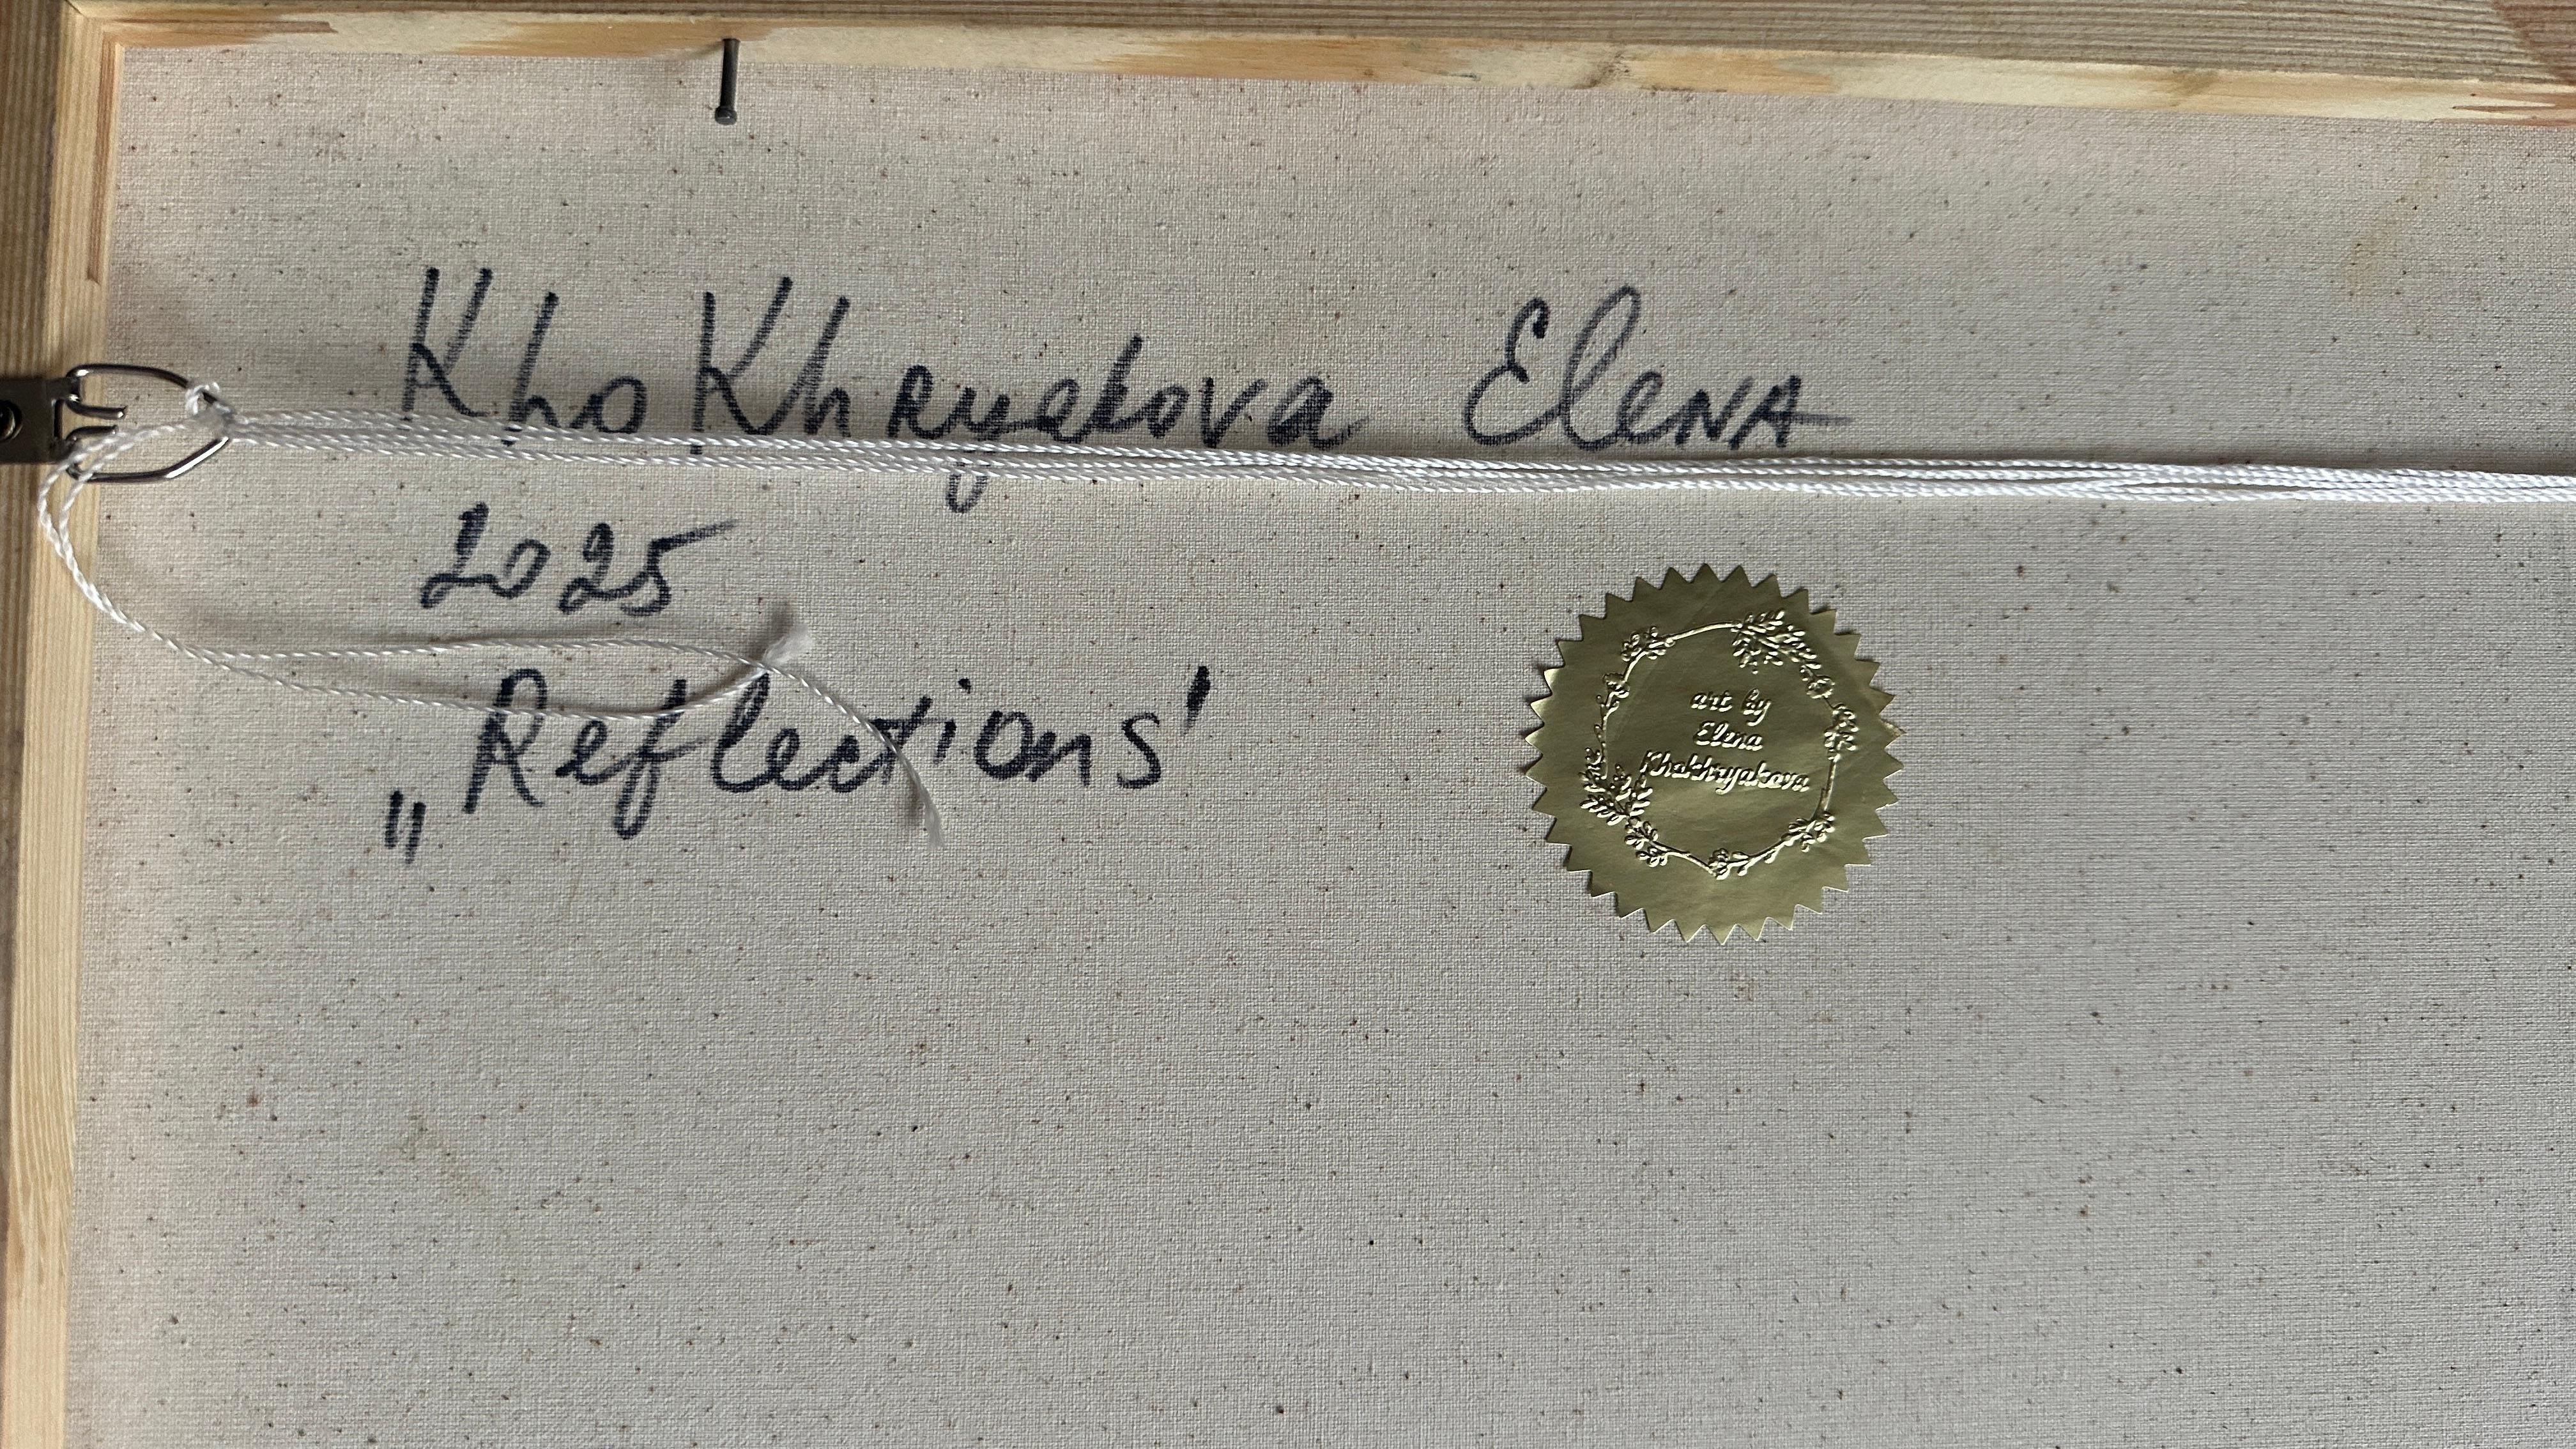 KhoKhryakova Elena
2025
„Reflections'
art by
Elena
Khokhryakova